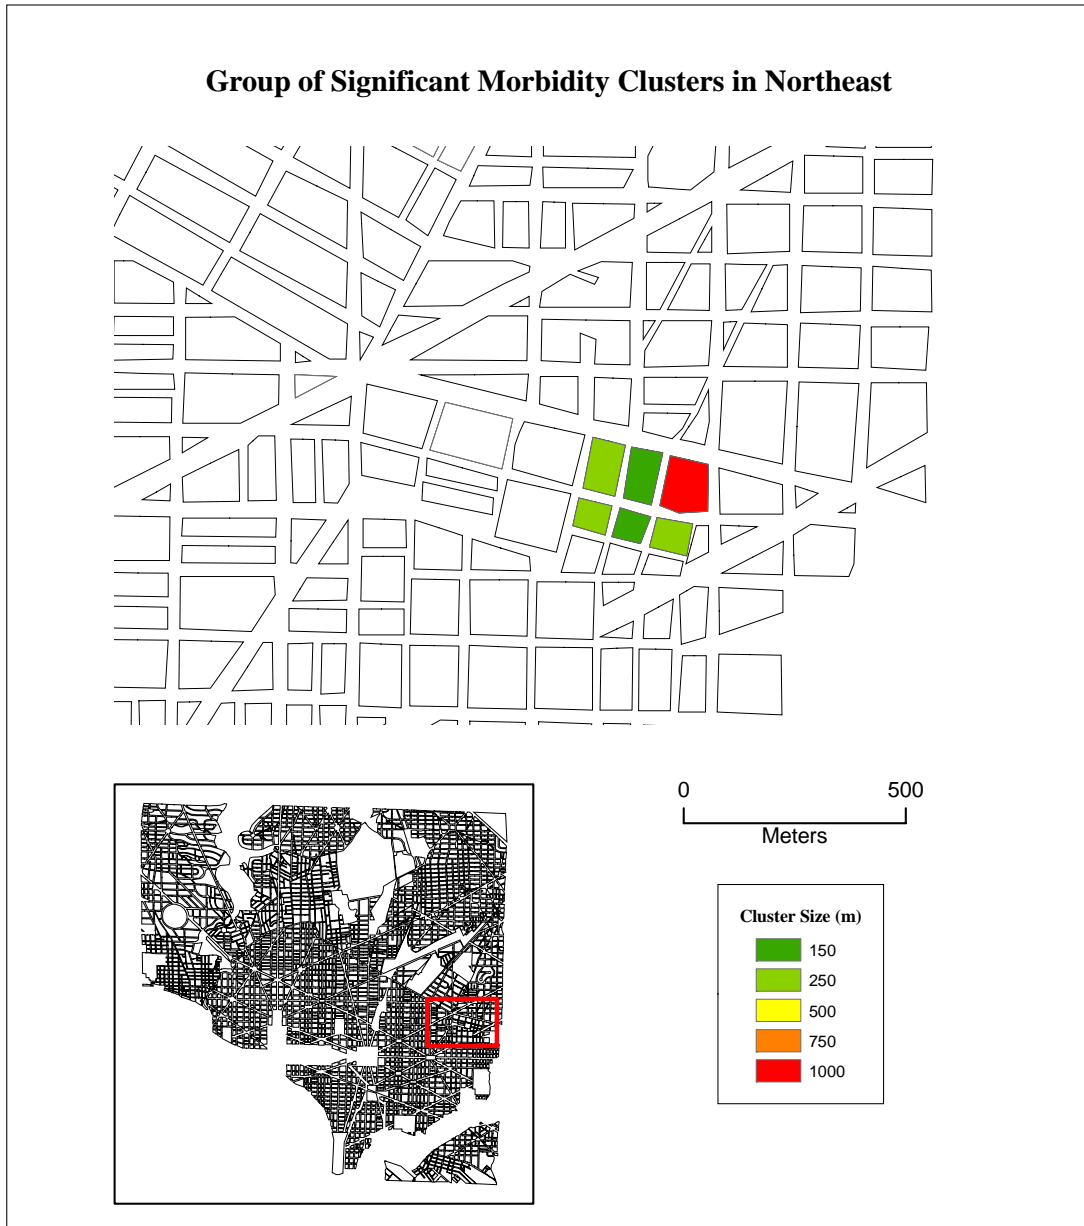 Group of Significant Morbidity Clusters in Northeast
0 500
Meters
Cluster Size (m)
150
250
500
750
1000